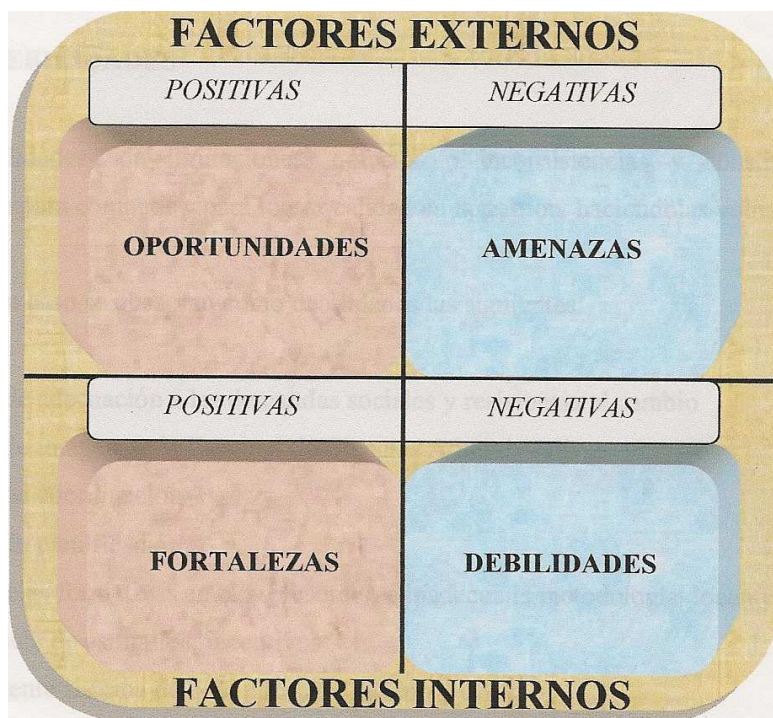 FACTORES EXTERNOS
POSITIVAS NEGATIVAS
OPORTUNIDADES AMENAZAS
POSITIVAS NEGATIVAS
FORTALEZAS DEBILIDADES
FACTORES INTERNOS